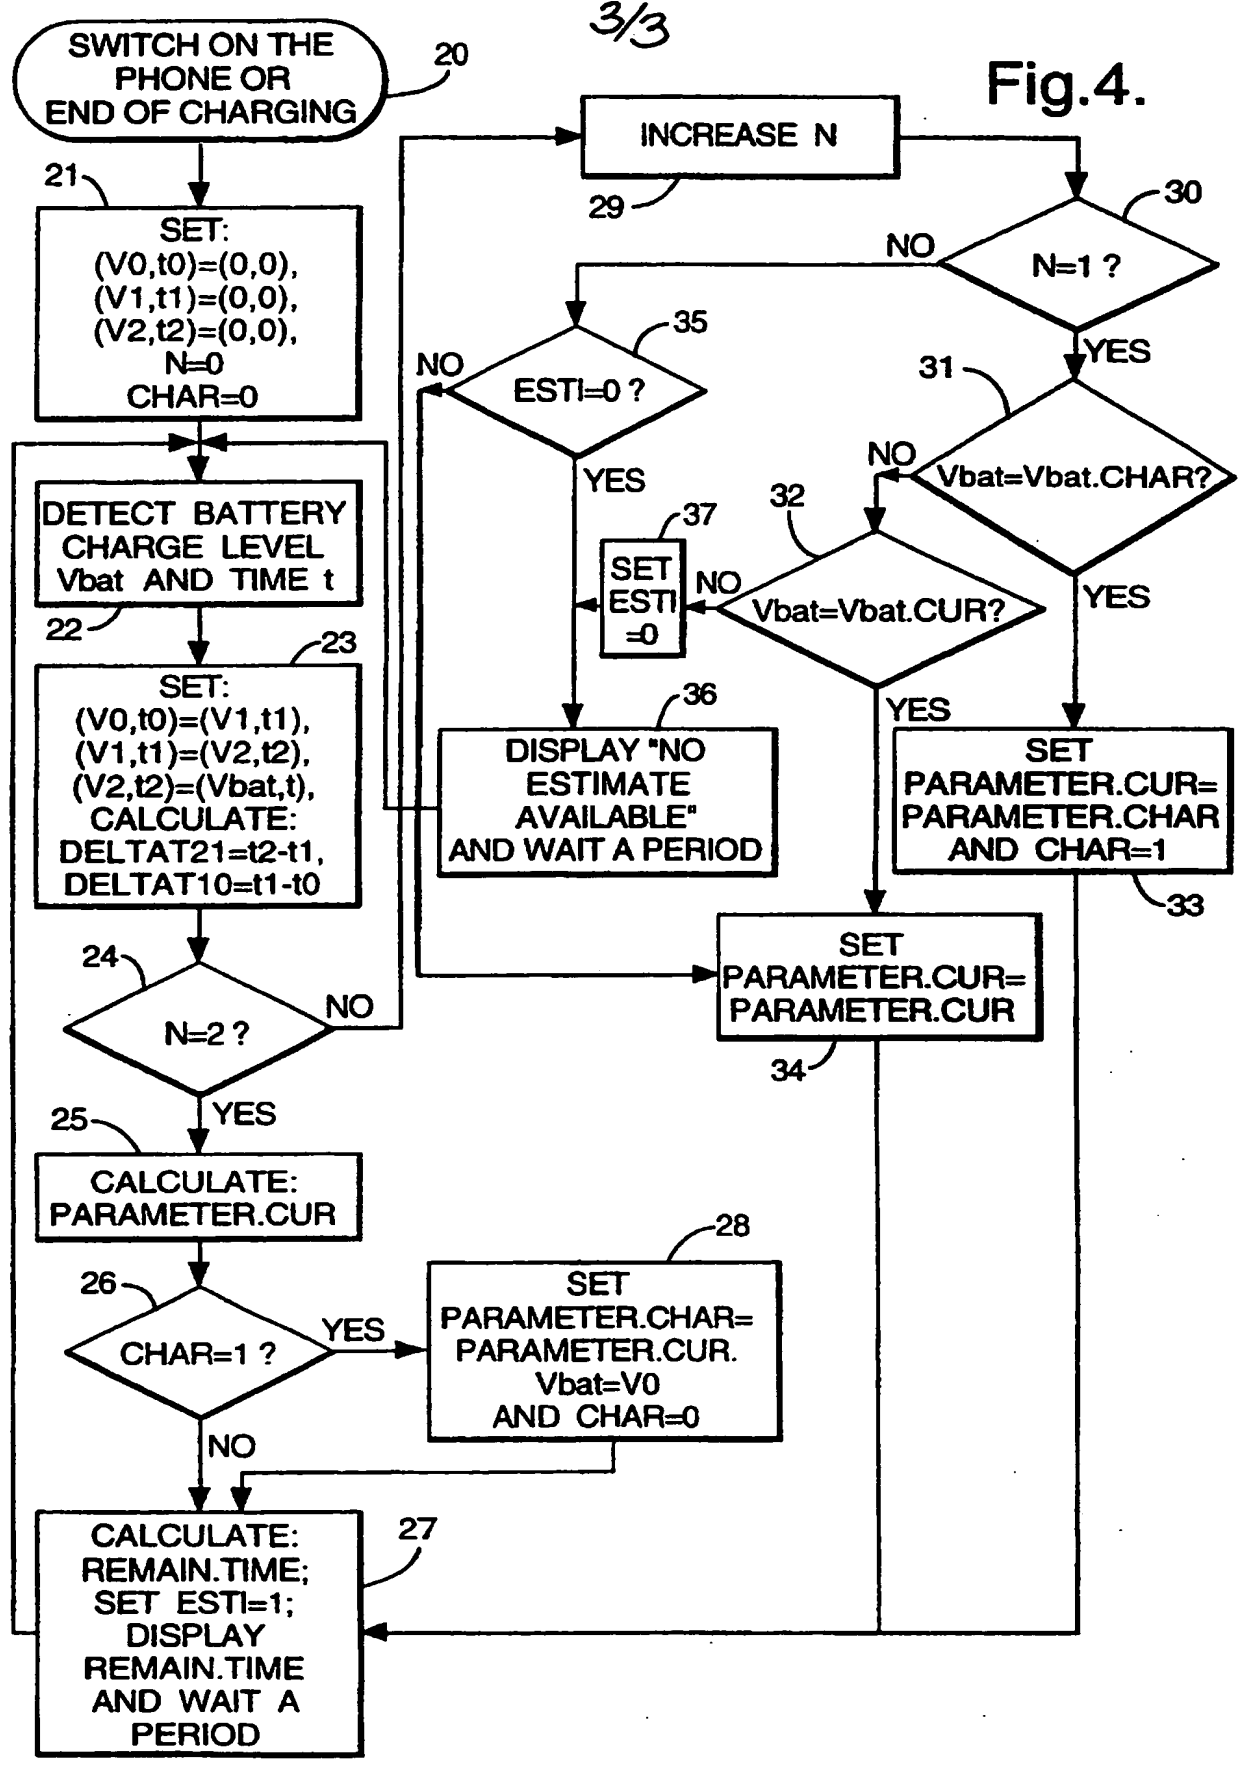 3/3
Fig.4.
SWITCH ON THE
PHONE OR
END OF CHARGING
20
21
SET:
(V0,t0)=(0,0),
(V1,t1)=(0,0),
(V2,t2)=(0,0),
N=0
CHAR=0
DETECT BATTERY
CHARGE LEVEL
Vbat AND TIME t
22
23
SET:
(V0,t0)=(V1,t1),
(V1,t1)=(V2,t2),
(V2,t2)=(Vbat,t),
CALCULATE:
DELTAT21=t2-t1,
DELTAT10=t1-t0
24
N=2 ?
NO
YES
25
CALCULATE:
PARAMETER.CUR
26
CHAR=1 ?
YES
NO
28
SET
PARAMETER.CHAR=
PARAMETER.CUR.
Vbat=V0
AND CHAR=0
27
CALCULATE:
REMAIN.TIME;
SET ESTI=1;
DISPLAY
REMAIN.TIME
AND WAIT A
PERIOD
INCREASE N
29
30
N=1 ?
NO
YES
35
ESTI=0 ?
NO
YES
31
Vbat=Vbat.CHAR?
NO
YES
32
Vbat=Vbat.CUR?
NO
YES
37
SET
ESTI
=0
36
DISPLAY "NO
ESTIMATE
AVAILABLE"
AND WAIT A PERIOD
SET
PARAMETER.CUR=
PARAMETER.CHAR
AND CHAR=1
33
SET
PARAMETER.CUR=
PARAMETER.CUR
34